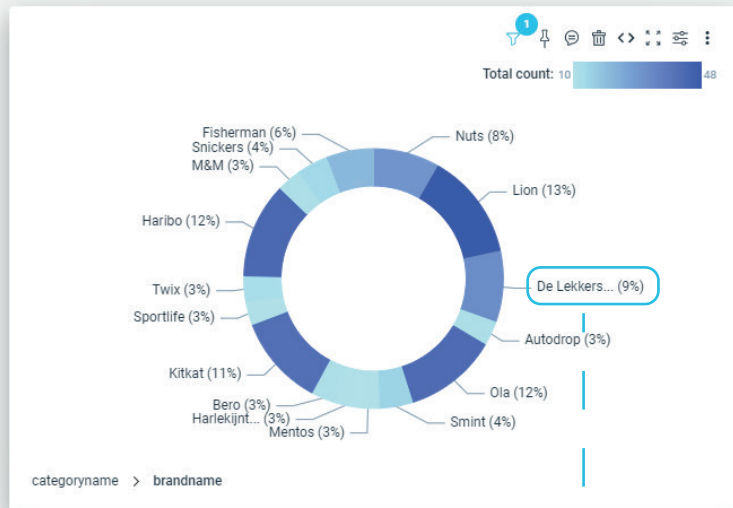 1
Total count: 10 48
Fisherman (6%)
Nuts (8%)
Snickers (4%)
M&M (3%)
Lion (13%)
Haribo (12%)
De Lekkers... (9%)
Twix (3%)
Sportlife (3%)
Autodrop (3%)
Kitkat (11%)
Ola (12%)
Bero (3%)
Harlekijnt... (3%)
Smint (4%)
Mentos (3%)
categoryname > brandname